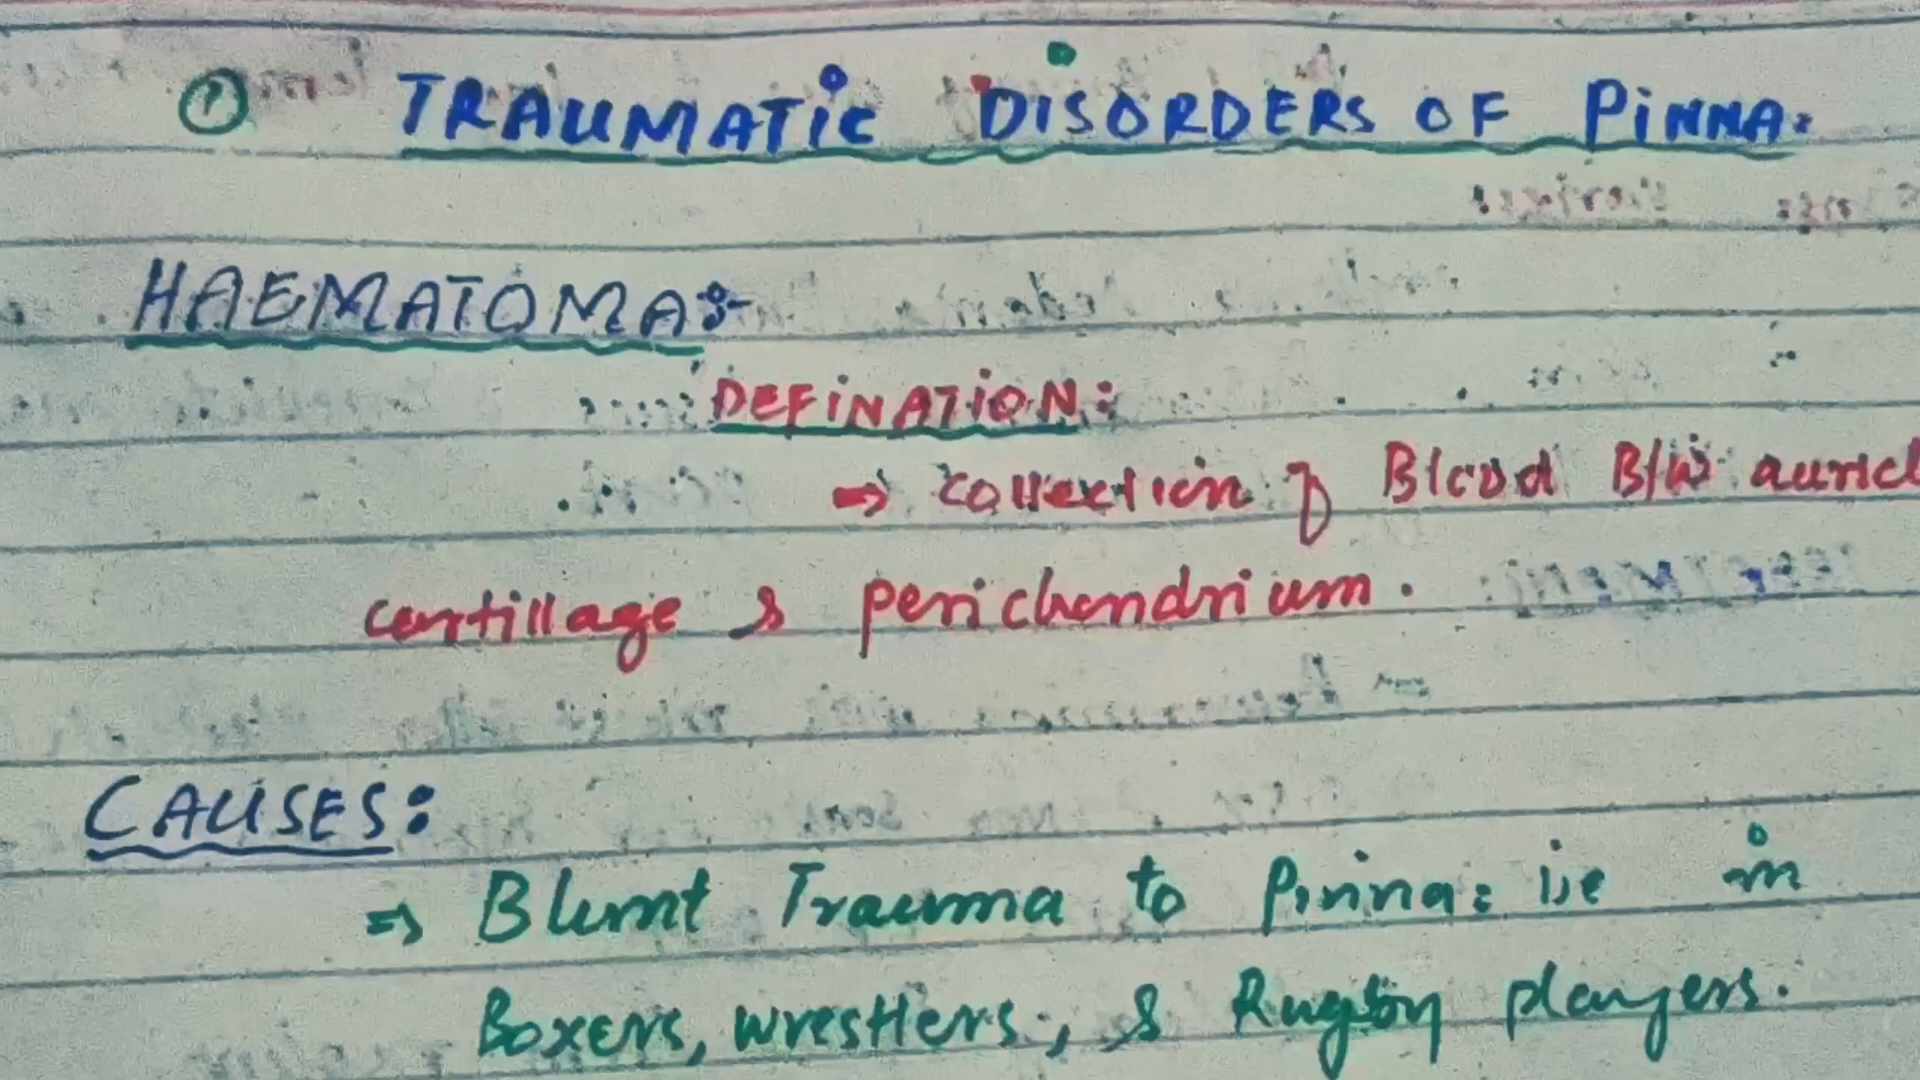 ① TRAUMATIC DISORDERS OF PINNA:
HAEMATOMA:-
DEFINATION:
⇒ collection of Blood B/w auricl
cartillage & perichondrium.
CAUSES:
⇒ Blunt Trauma to Pinna: i.e in
Boxers, wrestlers, & Rugby players.